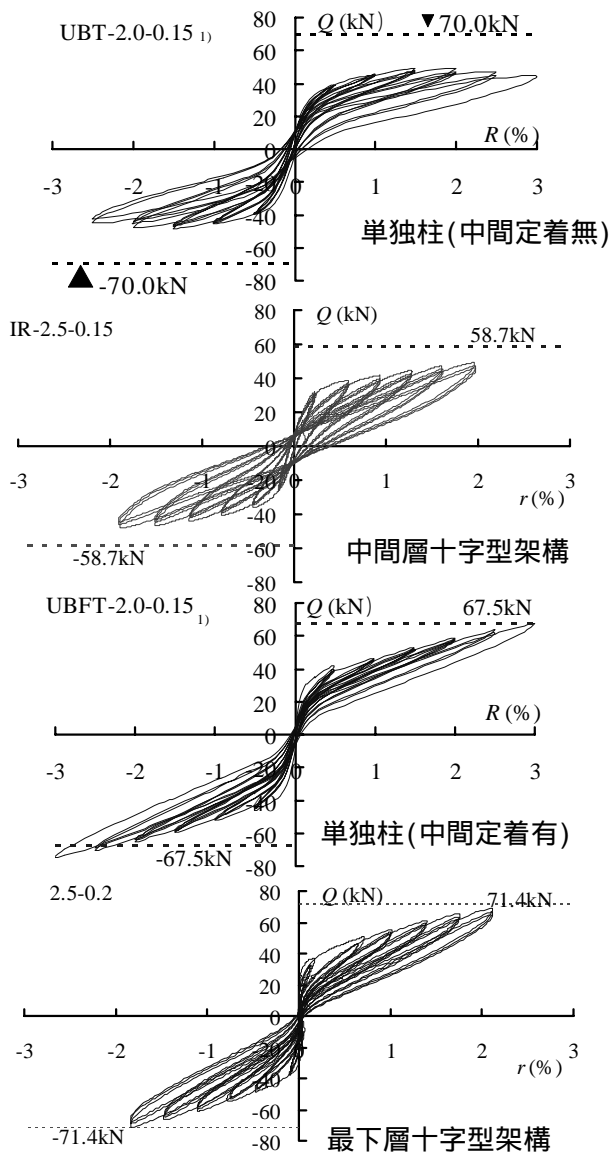 UBT-2.0-0.15 1)
Q (kN)
▼70.0kN
80
60
40
20
0
-20
-40
-60
-80
R (%)
-3 -2 -1 0 1 2 3
単独柱(中間定着無)
▲ -70.0kN
IR-2.5-0.15
Q (kN)
58.7kN
80
60
40
20
0
-20
-40
-60
-80
-3 -2 -1 0 1 2 3
r (%)
-58.7kN
中間層十字型架構
UBFT-2.0-0.15 1)
Q (kN)
67.5kN
80
60
40
20
0
-20
-40
-60
-80
R (%)
-3 -2 -1 0 1 2 3
-67.5kN
単独柱(中間定着有)
2.5-0.2
Q (kN)
71.4kN
80
60
40
20
0
-20
-40
-60
-80
-3 -2 -1 0 1 2 3
r (%)
-71.4kN
最下層十字型架構